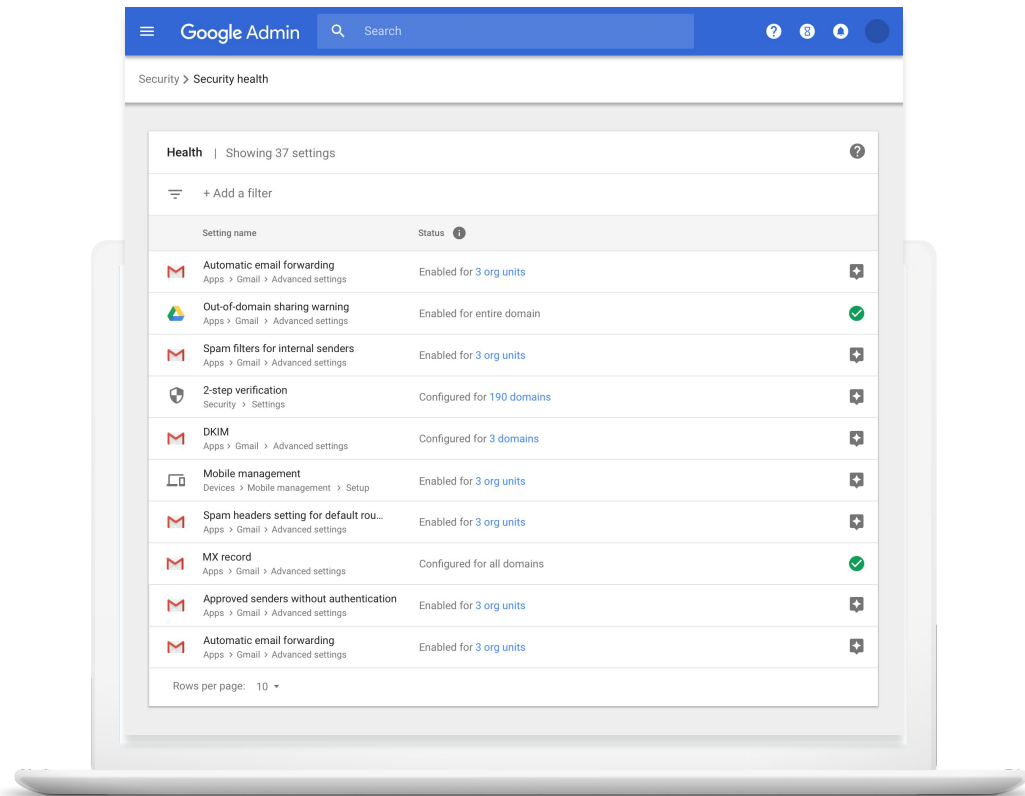 Google Admin
Search
Security > Security health
Health | Showing 37 settings
+ Add a filter
Setting name Status
Automatic email forwarding
Apps > Gmail > Advanced settings
Enabled for 3 org units
Out-of-domain sharing warning
Apps > Gmail > Advanced settings
Enabled for entire domain
Spam filters for internal senders
Apps > Gmail > Advanced settings
Enabled for 3 org units
2-step verification
Security > Settings
Configured for 190 domains
DKIM
Apps > Gmail > Advanced settings
Configured for 3 domains
Mobile management
Devices > Mobile management > Setup
Enabled for 3 org units
Spam headers setting for default rou...
Apps > Gmail > Advanced settings
Enabled for 3 org units
MX record
Apps > Gmail > Advanced settings
Configured for all domains
Approved senders without authentication
Apps > Gmail > Advanced settings
Enabled for 3 org units
Automatic email forwarding
Apps > Gmail > Advanced settings
Enabled for 3 org units
Rows per page: 10